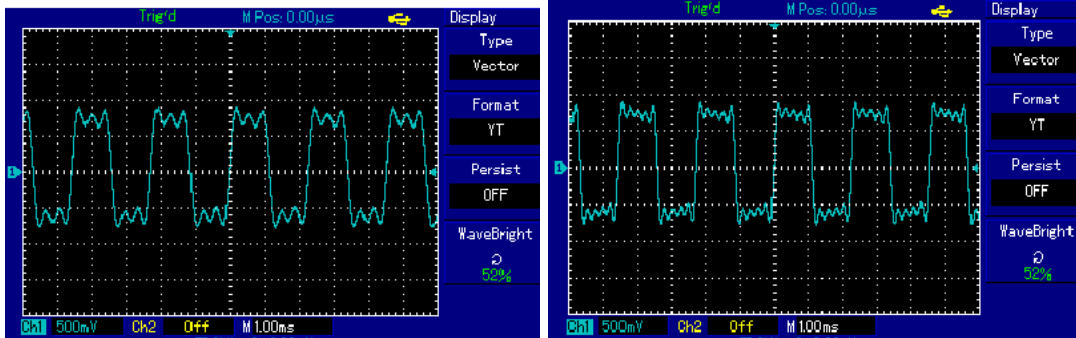 Trig'd M Pos: 0.00μs Display
Type
Vector
Format
YT
Persist
OFF
WaveBright
52%
1
Ch1 500mV Ch2 Off M 1.00ms
Trig'd M Pos: 0.00μs Display
Type
Vector
Format
YT
Persist
OFF
WaveBright
52%
1
Ch1 500mV Ch2 Off M 1.00ms